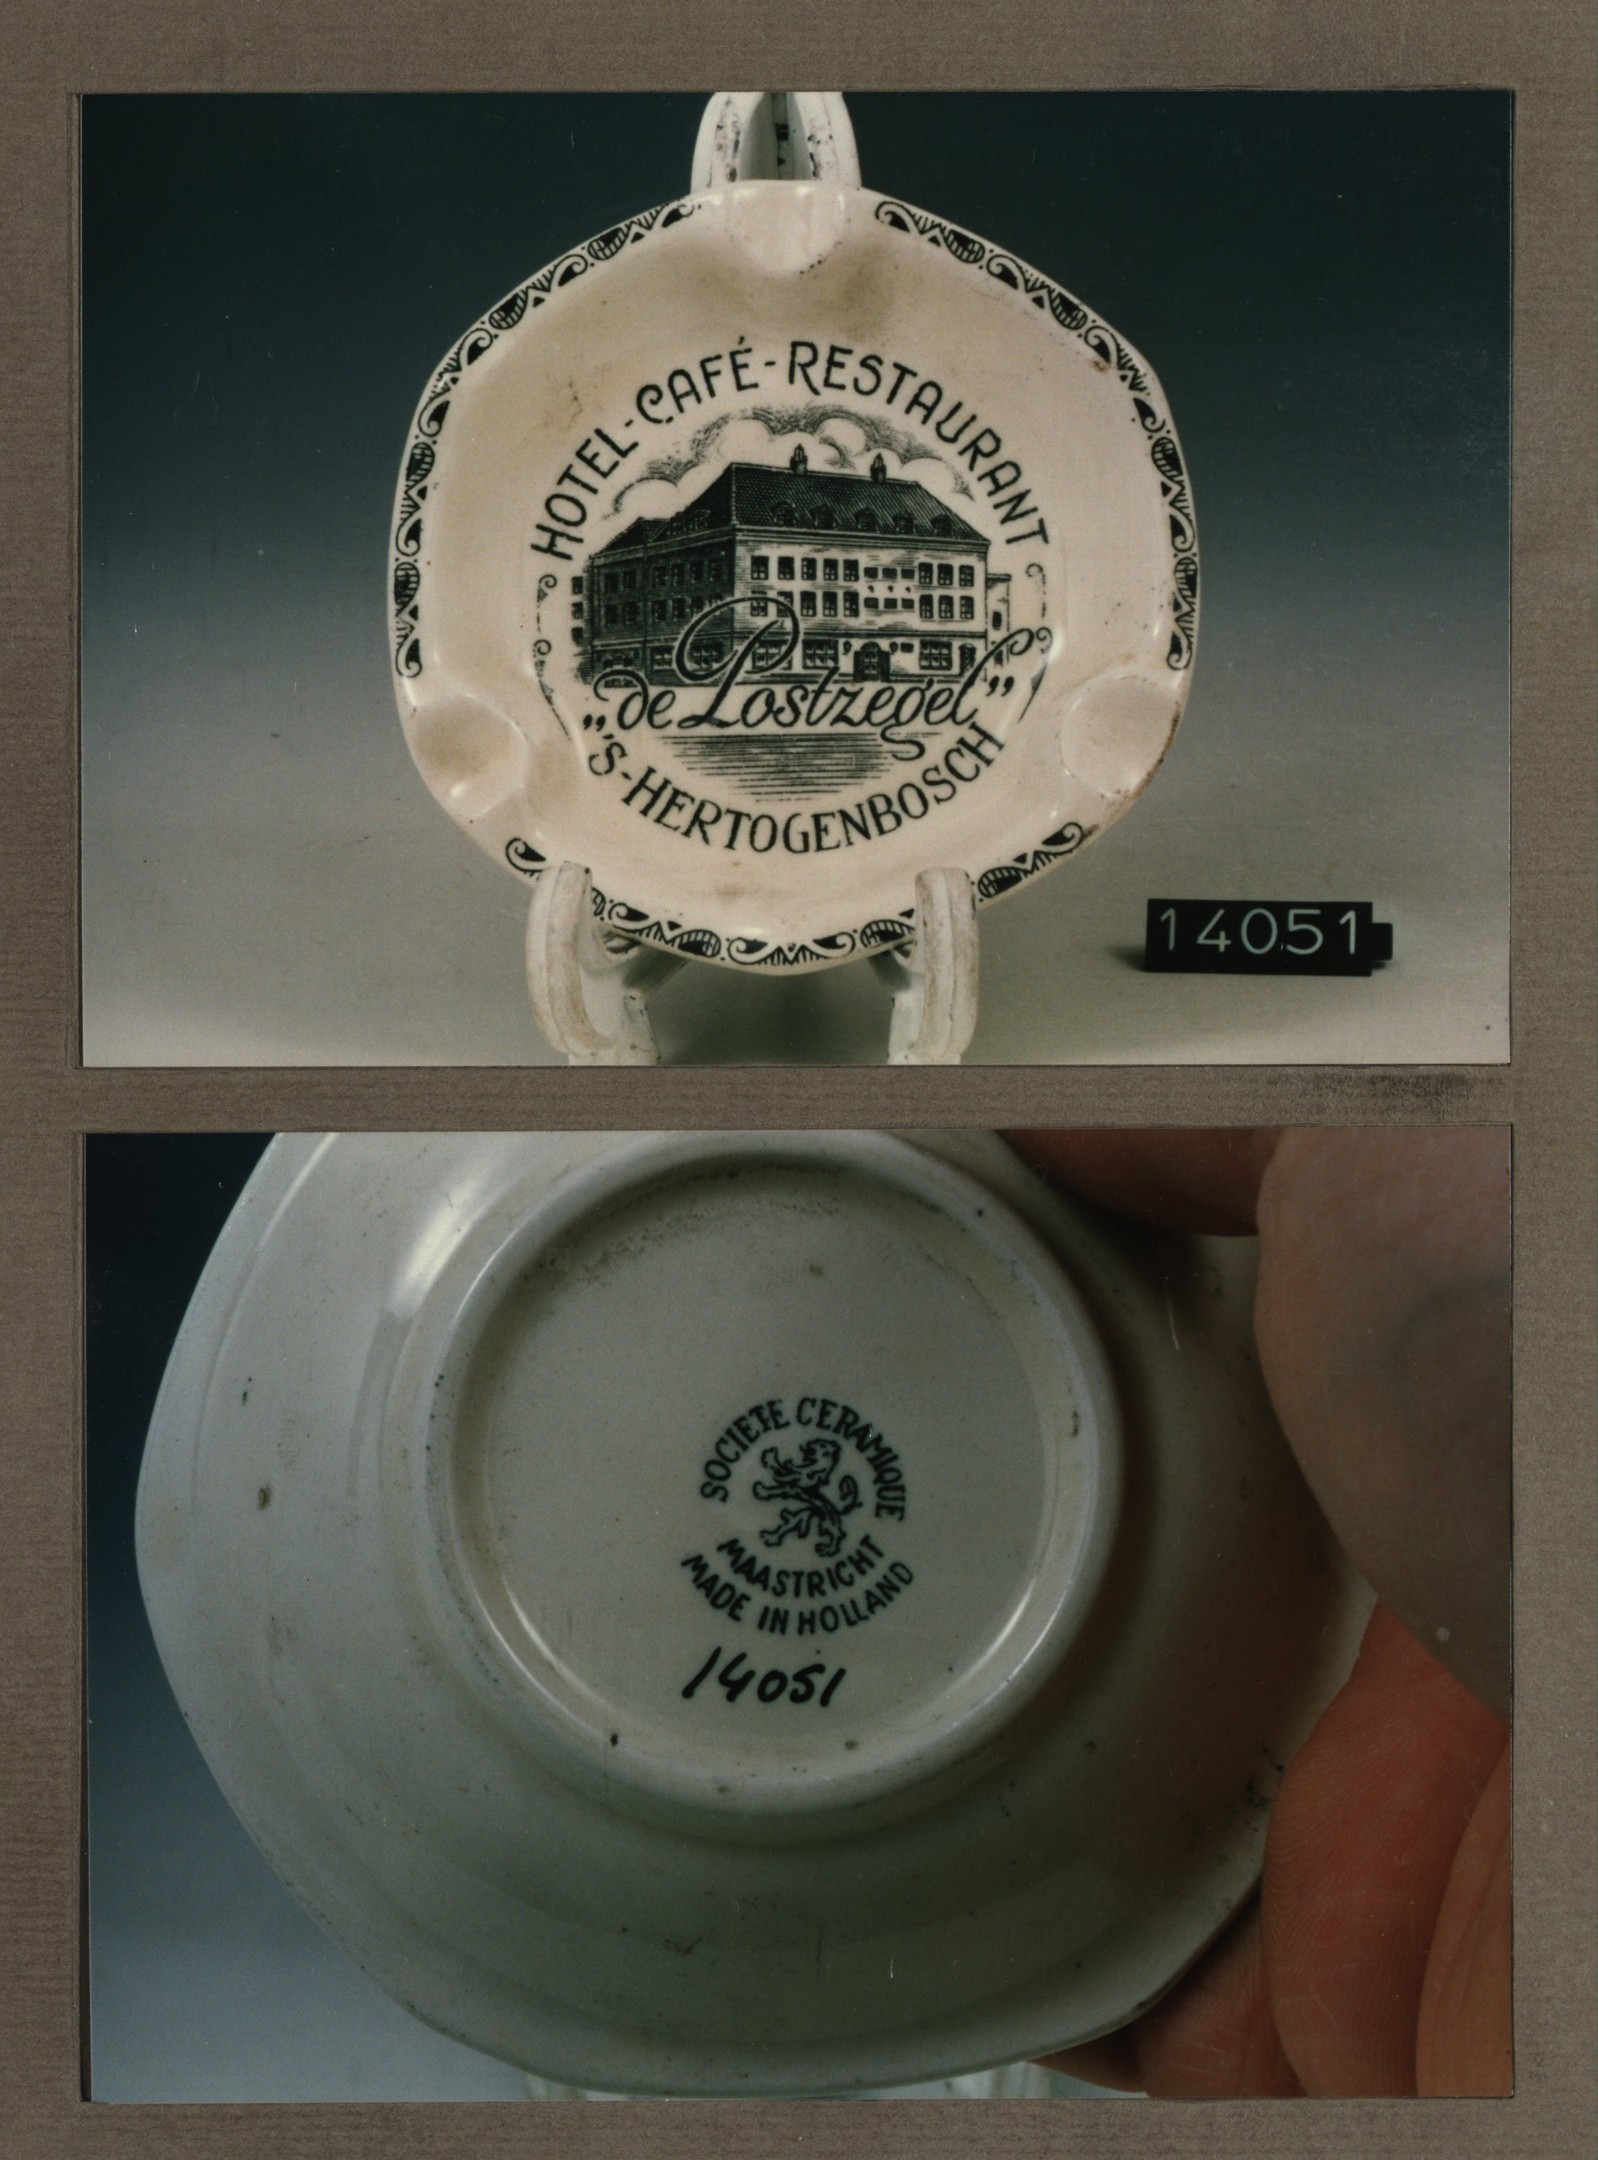 HOTEL-CAFÉ-RESTAURANT
„de Postzegel”
'S-HERTOGENBOSCH
14051
SOCIETE CERAMIQUE
MAASTRICHT
MADE IN HOLLAND
14051